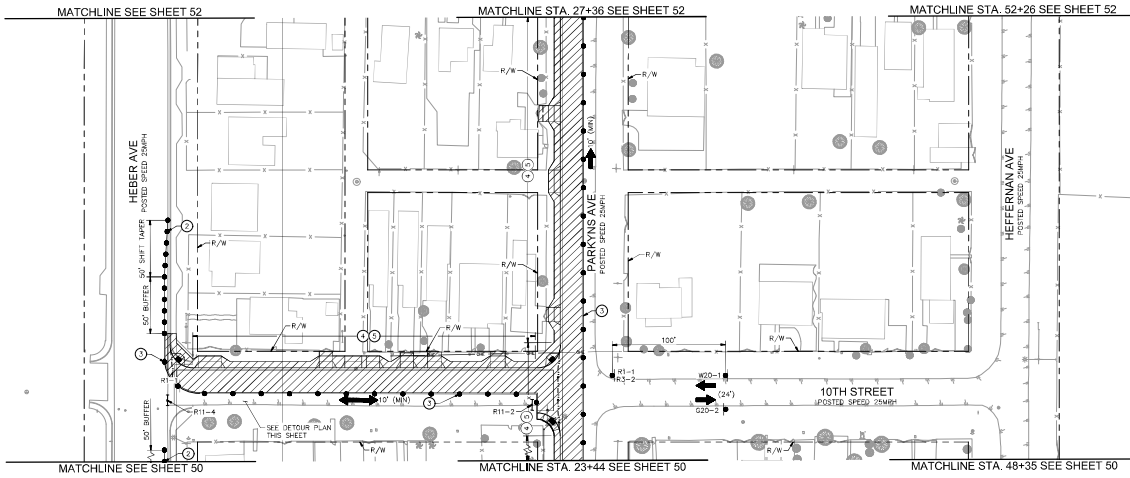 MATCHLINE SEE SHEET 52
MATCHLINE STA. 27+36 SEE SHEET 52
MATCHLINE STA. 52+26 SEE SHEET 52
R/W
R/W
HEBER AVE
POSTED SPEED 25MPH
10' (MIN)
5
4
HEFFERNAN AVE
POSTED SPEED 25MPH
2
50' SHIFT TAPER
R/W
R/W
PARKYNS AVE
POSTED SPEED 25MPH
R/W
50' BUFFER
3
R/W
4
5
R/W
100'
R/W
3
R1-1
R1-1
R3-2
W20-1
10' (MIN)
3
(24')
10TH STREET
POSTED SPEED 25MPH
R11-4
R11-2
G20-2
50' BUFFER
SEE DETOUR PLAN
THIS SHEET
5
4
R/W
R/W
2
MATCHLINE SEE SHEET 50
MATCHLINE STA. 23+44 SEE SHEET 50
MATCHLINE STA. 48+35 SEE SHEET 50